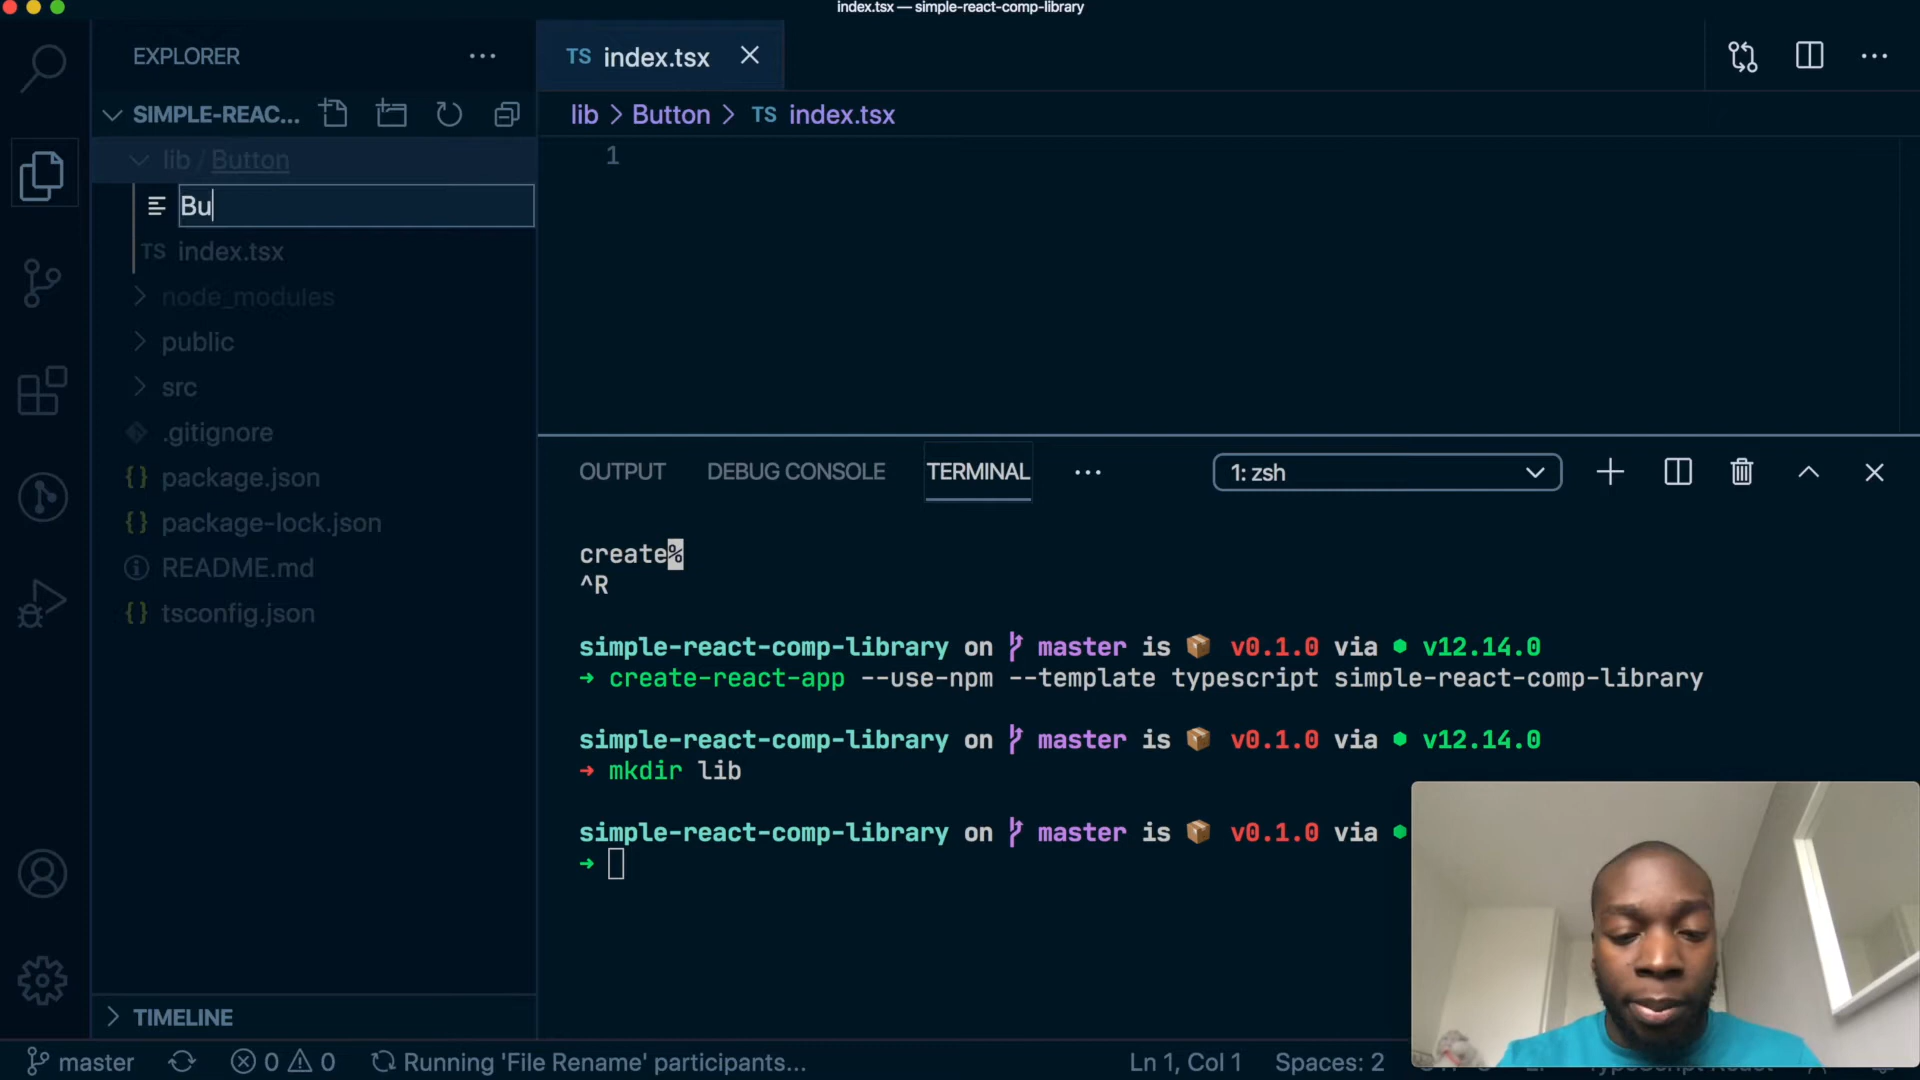 index.tsx — simple-react-comp-library
EXPLORER
TS index.tsx
SIMPLE-REAC...
lib > Button > TS index.tsx
lib / Button
1
Bu
TS index.tsx
node_modules
public
src
.gitignore
{} package.json
{} package-lock.json
README.md
{} tsconfig.json
OUTPUT DEBUG CONSOLE TERMINAL ... 1: zsh
create%
^R
simple-react-comp-library on master is 📦 v0.1.0 via ● v12.14.0
→ create-react-app --use-npm --template typescript simple-react-comp-library
simple-react-comp-library on master is 📦 v0.1.0 via ● v12.14.0
→ mkdir lib
simple-react-comp-library on master is 📦 v0.1.0 via ●
→
TIMELINE
master 0 0 Running 'File Rename' participants... Ln 1, Col 1 Spaces: 2